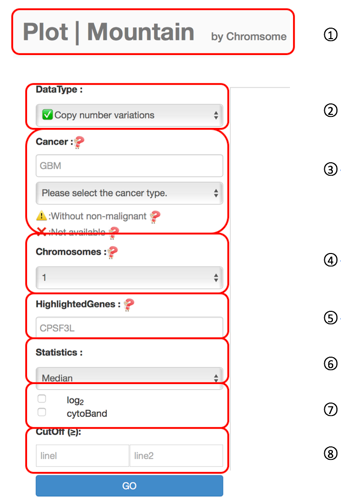 Plot | Mountain by Chromsome ①
DataType :
✅ Copy number variations ②
Cancer :
GBM ③
Please select the cancer type.
⚠ :Without non-malignant
❌ :Not available
Chromosomes :
④
1
HighlightedGenes :
⑤
CPSF3L
Statistics :
⑥
Median
log₂
⑦
cytoBand
CutOff (≥):
⑧
linel line2
GO